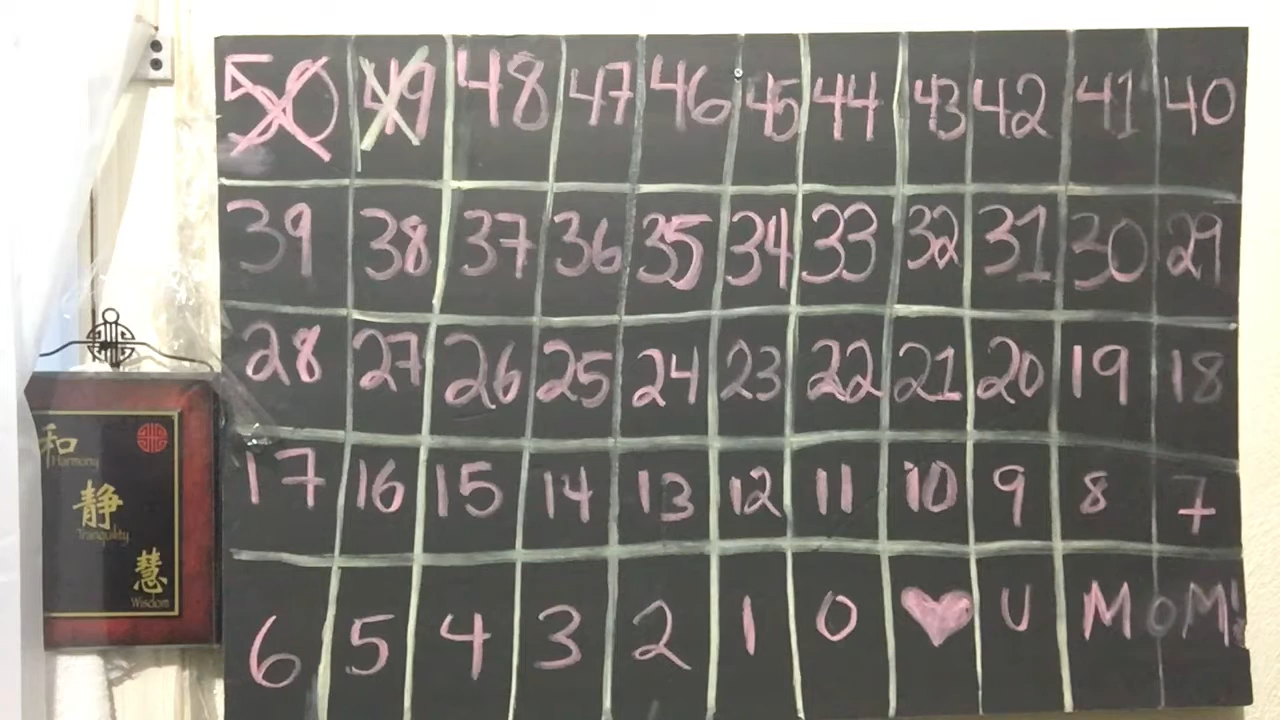 50 49 48 47 46 45 44 43 42 41 40
39 38 37 36 35 34 33 32 31 30 29
28 27 26 25 24 23 22 21 20 19 18
17 16 15 14 13 12 11 10 9 8 7
6 5 4 3 2 1 0 ♥ U MOM!
和
Harmony
静
Tranquility
慧
Wisdom